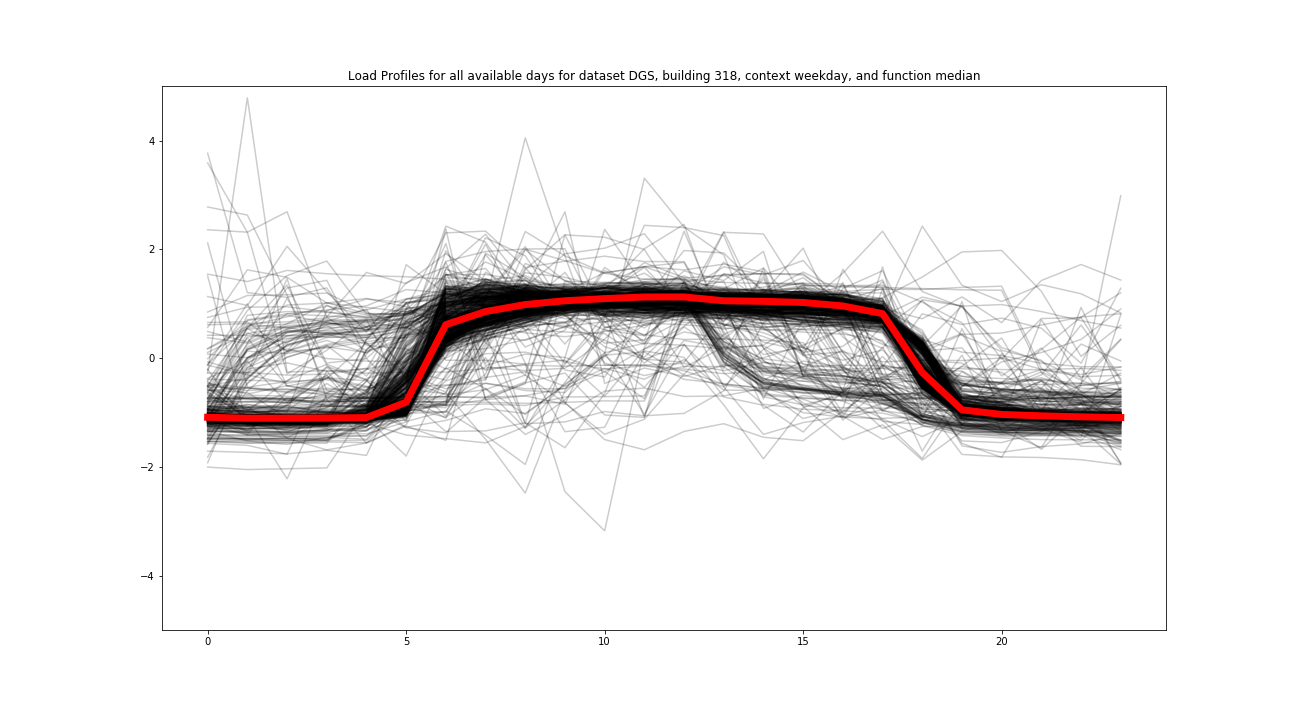 Load Profiles for all available days for dataset DGS, building 318, context weekday, and function median
4
2
0
−2
−4
0 5 10 15 20